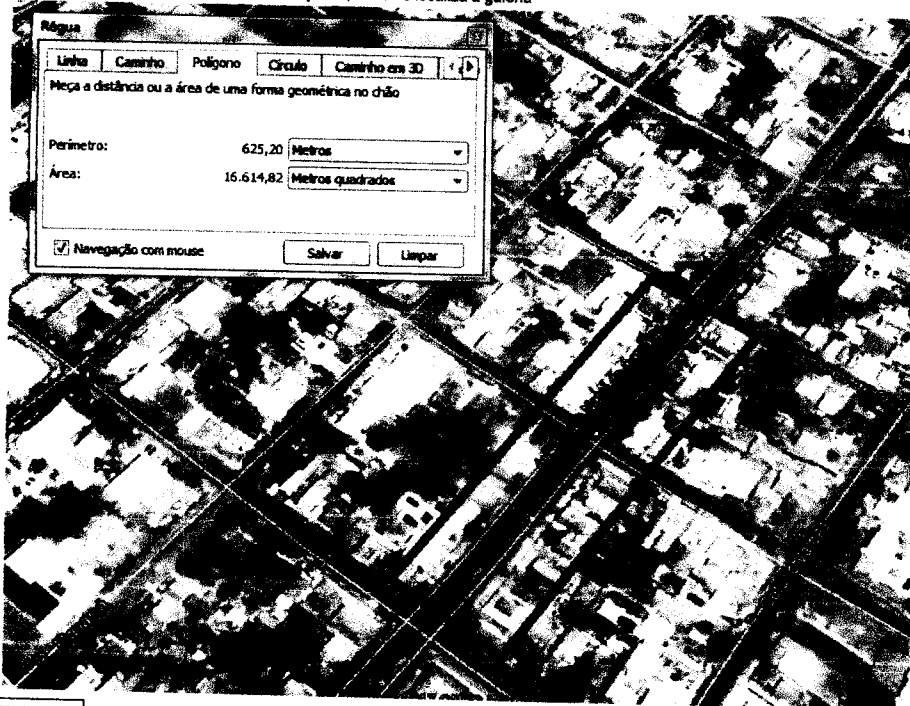 galeria
Régua
Linha Caminho Polígono Círculo Caminho em 3D
Meça a distância ou a área de uma forma geométrica no chão
Perímetro: 625,20 Metros
Área: 16.614,82 Metros quadrados
Navegação com mouse Salvar Limpar